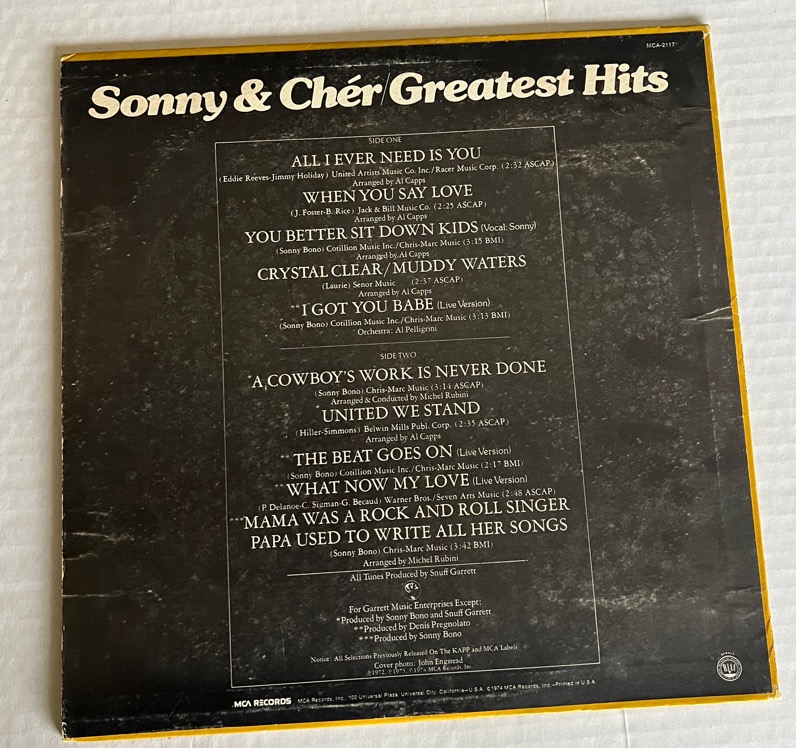 MCA-2117
Sonny & Chér/Greatest Hits
SIDE ONE
ALL I EVER NEED IS YOU
(Eddie Reeves-Jimmy Holiday) United Artists Music Co. Inc./Racer Music Corp. (2:32 ASCAP)
Arranged by Al Capps
WHEN YOU SAY LOVE
(J. Foster-B. Rice) Jack & Bill Music Co. (2:25 ASCAP)
Arranged by Al Capps
YOU BETTER SIT DOWN KIDS (Vocal: Sonny)
(Sonny Bono) Cotillion Music Inc./Chris-Marc Music (3:15 BMI)
Arranged by Al Capps
CRYSTAL CLEAR/MUDDY WATERS
(Laurie) Senor Music (2:37 ASCAP)
Arranged by Al Capps
**I GOT YOU BABE (Live Version)
(Sonny Bono) Cotillion Music Inc./Chris-Marc Music (3:13 BMI)
Orchestra: Al Pellegrini
SIDE TWO
*A COWBOY'S WORK IS NEVER DONE
(Sonny Bono) Chris-Marc Music (3:14 ASCAP)
Arranged & Conducted by Michel Rubini
*UNITED WE STAND
(Hiller-Simmons) Belwin Mills Publ. Corp. (2:35 ASCAP)
Arranged by Al Capps
**THE BEAT GOES ON (Live Version)
(Sonny Bono) Cotillion Music Inc./Chris-Marc Music (2:17 BMI)
**WHAT NOW MY LOVE (Live Version)
(P. Delanoe-C. Sigman-G. Becaud) Warner Bros./Seven Arts Music (2:48 ASCAP)
***MAMA WAS A ROCK AND ROLL SINGER
PAPA USED TO WRITE ALL HER SONGS
(Sonny Bono) Chris-Marc Music (3:42 BMI)
Arranged by Michel Rubini
All Tunes Produced by Snuff Garrett
For Garrett Music Enterprises Except:
*Produced by Sonny Bono and Snuff Garrett
**Produced by Denis Pregnolato
***Produced by Sonny Bono
Notice: All Selections Previously Released On The KAPP and MCA Labels
Cover photo: John Engstead
℗1972, ℗1973, ℗1974 MCA Records Inc.
MCA RECORDS MCA Records, Inc., 100 Universal Plaza, Universal City, California—U.S.A. ©1974 MCA Records, Inc.—Printed in U.S.A.